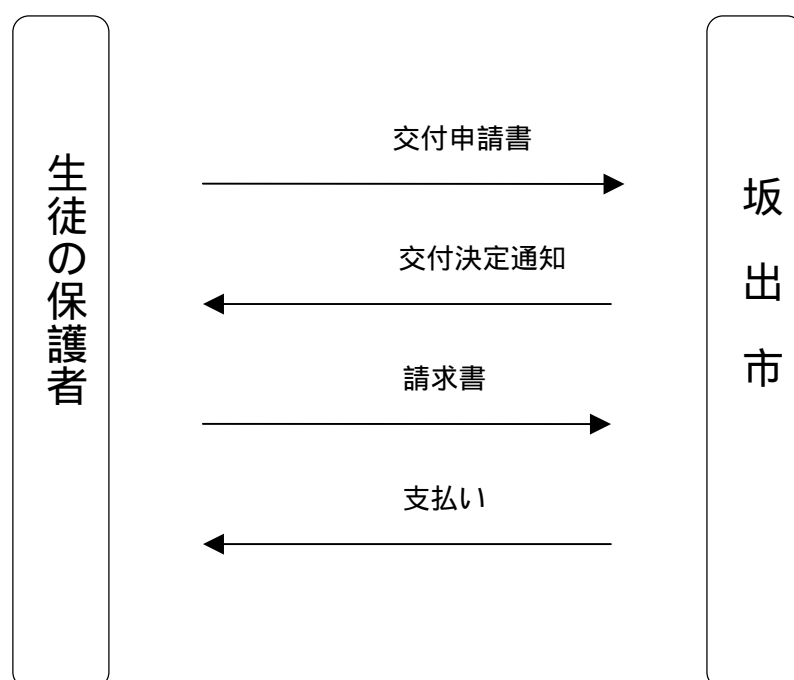 生徒の保護者
交付申請書
交付決定通知
請求書
支払い
坂出市